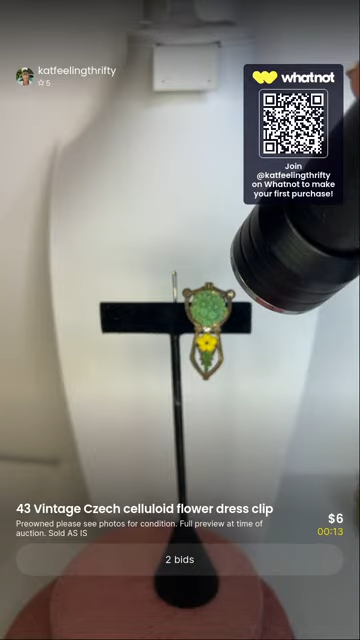 katfeelingthrifty
☆5
whatnot
Join
@katfeelingthrifty
on Whatnot to make
your first purchase!
43 Vintage Czech celluloid flower dress clip
$6
Preowned please see photos for condition. Full preview at time of
auction. Sold AS IS
00:13
2 bids